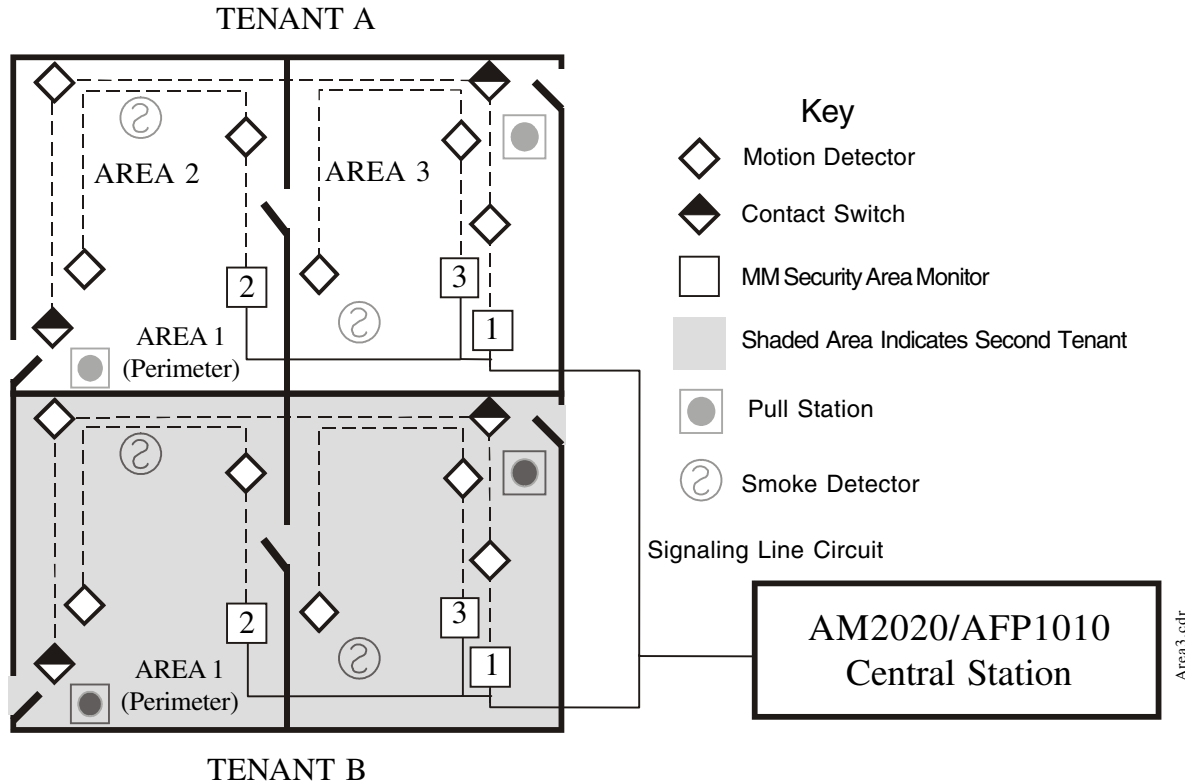 TENANT A
AREA 2
AREA 3
2
3
1
AREA 1
(Perimeter)
2
3
1
AREA 1
(Perimeter)
TENANT B
Key
Motion Detector
Contact Switch
MM Security Area Monitor
Shaded Area Indicates Second Tenant
Pull Station
Smoke Detector
Signaling Line Circuit
AM2020/AFP1010
Central Station
Area3.cdr